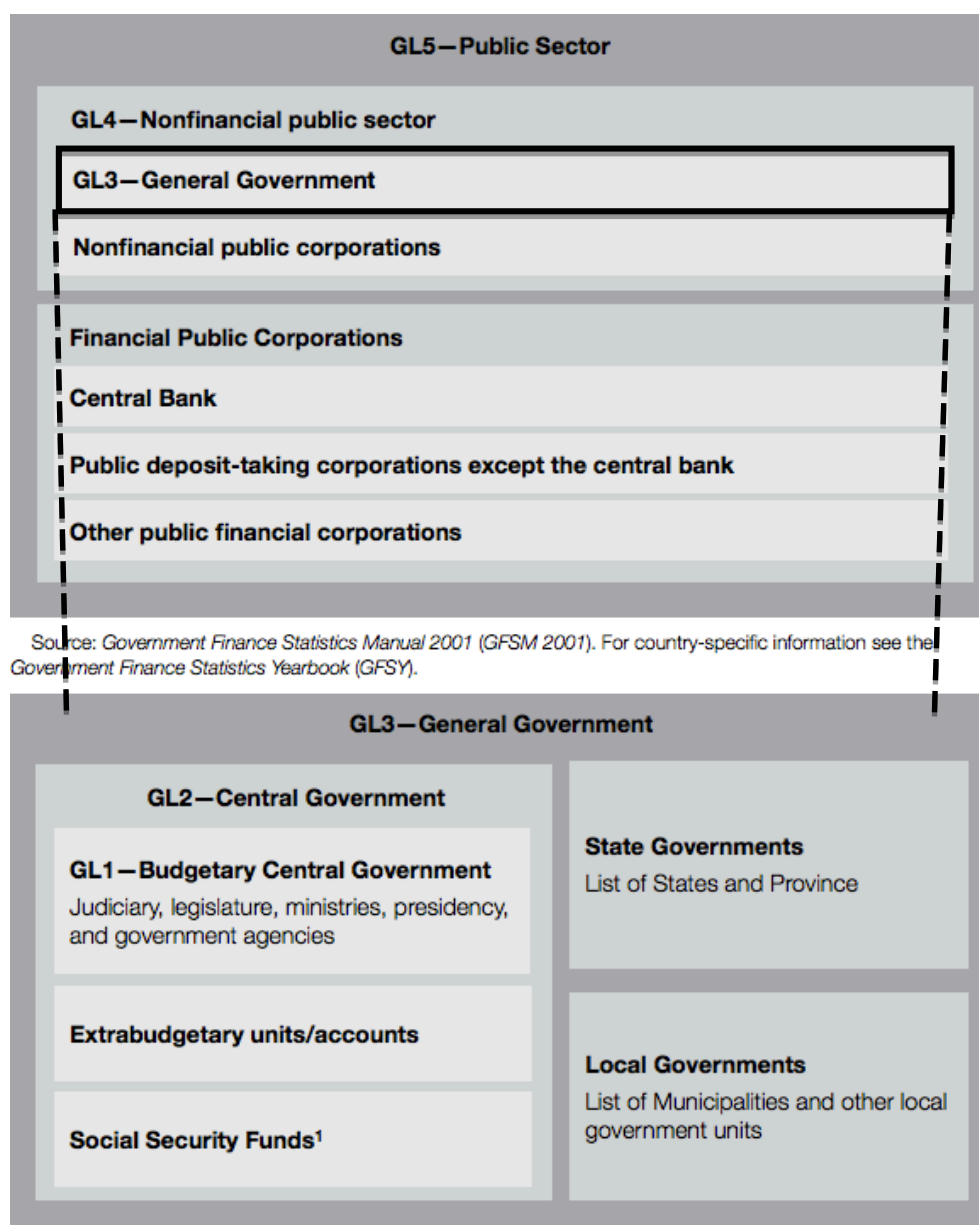 GL5—Public Sector
GL4—Nonfinancial public sector
GL3—General Government
Nonfinancial public corporations
Financial Public Corporations
Central Bank
Public deposit-taking corporations except the central bank
Other public financial corporations
Source: Government Finance Statistics Manual 2001 (GFSM 2001). For country-specific information see the
Government Finance Statistics Yearbook (GFSY).
GL3—General Government
GL2—Central Government
GL1—Budgetary Central Government
Judiciary, legislature, ministries, presidency,
and government agencies
Extrabudgetary units/accounts
Social Security Funds¹
State Governments
List of States and Province
Local Governments
List of Municipalities and other local
government units